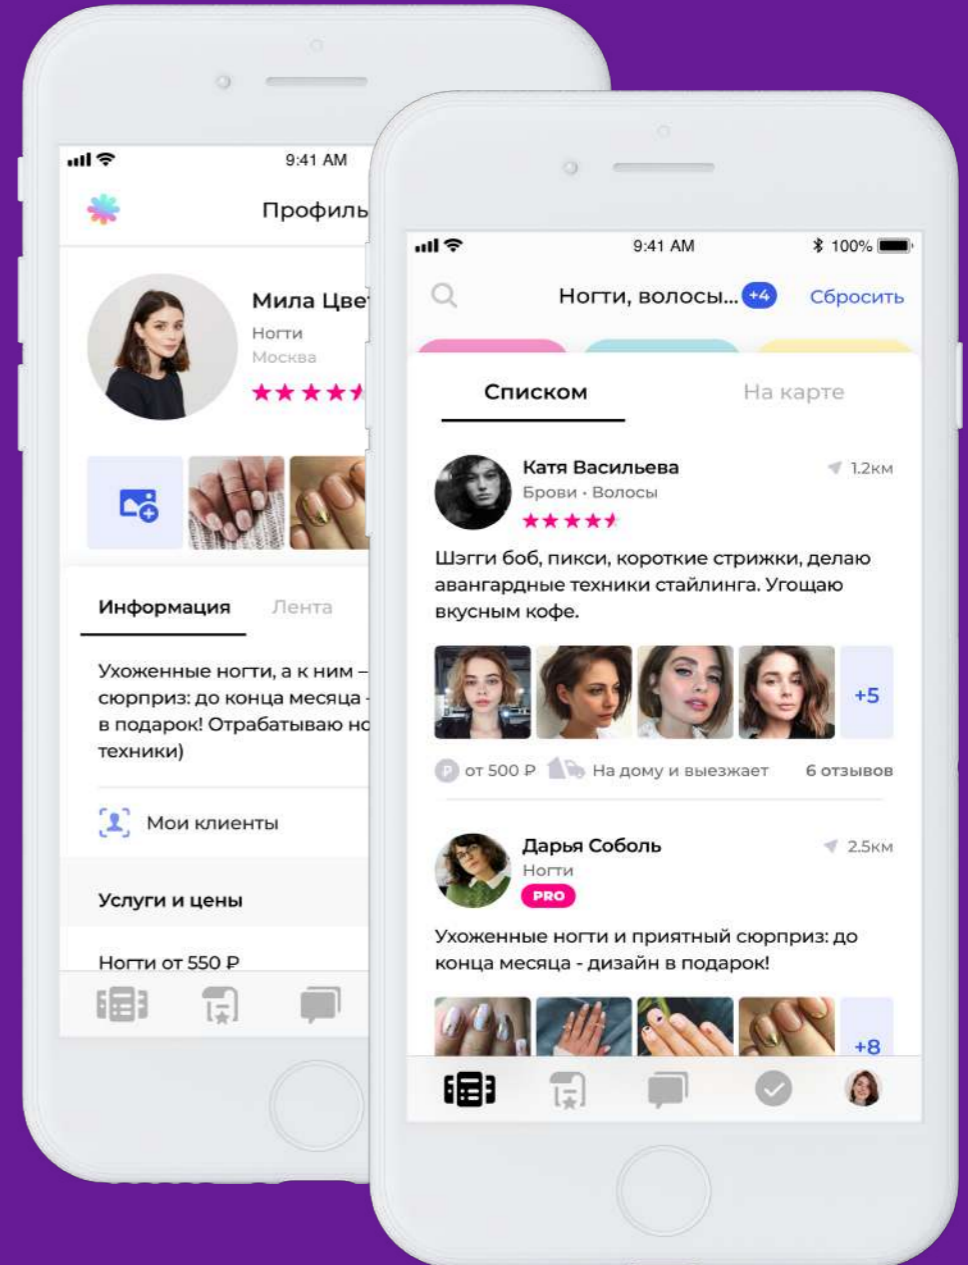 9:41 AM
Профиль
Мила
Ногти
Москва
Информация
Лента
Ухоженные ногти, а к ним –
сюрприз: до конца месяца -
в подарок! Отрабатываю
техники)
Мои клиенты
Услуги и цены
Ногти от 550 ₽
9:41 AM
100%
Ногти, волосы... +4
Сбросить
Списком
На карте
Катя Васильева
1.2км
Брови · Волосы
Шэгги боб, пикси, короткие стрижки, делаю
авангардные техники стайлинга. Угощаю
вкусным кофе.
+5
₽ от 500 ₽ На дому и выезжает 6 отзывов
Дарья Соболь
2.5км
Ногти
PRO
Ухоженные ногти и приятный сюрприз: до
конца месяца - дизайн в подарок!
+8